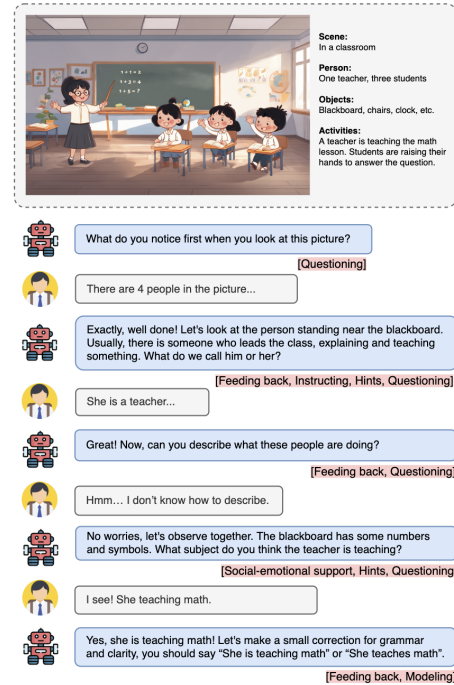 1+1=2
1+3=4
1+5=?
Scene:
In a classroom
Person:
One teacher, three students
Objects:
Blackboard, chairs, clock, etc.
Activities:
A teacher is teaching the math
lesson. Students are raising their
hands to answer the question.
What do you notice first when you look at this picture?
[Questioning]
There are 4 people in the picture...
Exactly, well done! Let's look at the person standing near the blackboard.
Usually, there is someone who leads the class, explaining and teaching
something. What do we call him or her?
[Feeding back, Instructing, Hints, Questioning]
She is a teacher...
Great! Now, can you describe what these people are doing?
[Feeding back, Questioning]
Hmm... I don't know how to describe.
No worries, let's observe together. The blackboard has some numbers
and symbols. What subject do you think the teacher is teaching?
[Social-emotional support, Hints, Questioning
I see! She teaching math.
Yes, she is teaching math! Let's make a small correction for grammar
and clarity, you should say “She is teaching math” or “She teaches math”.
[Feeding back, Modeling]